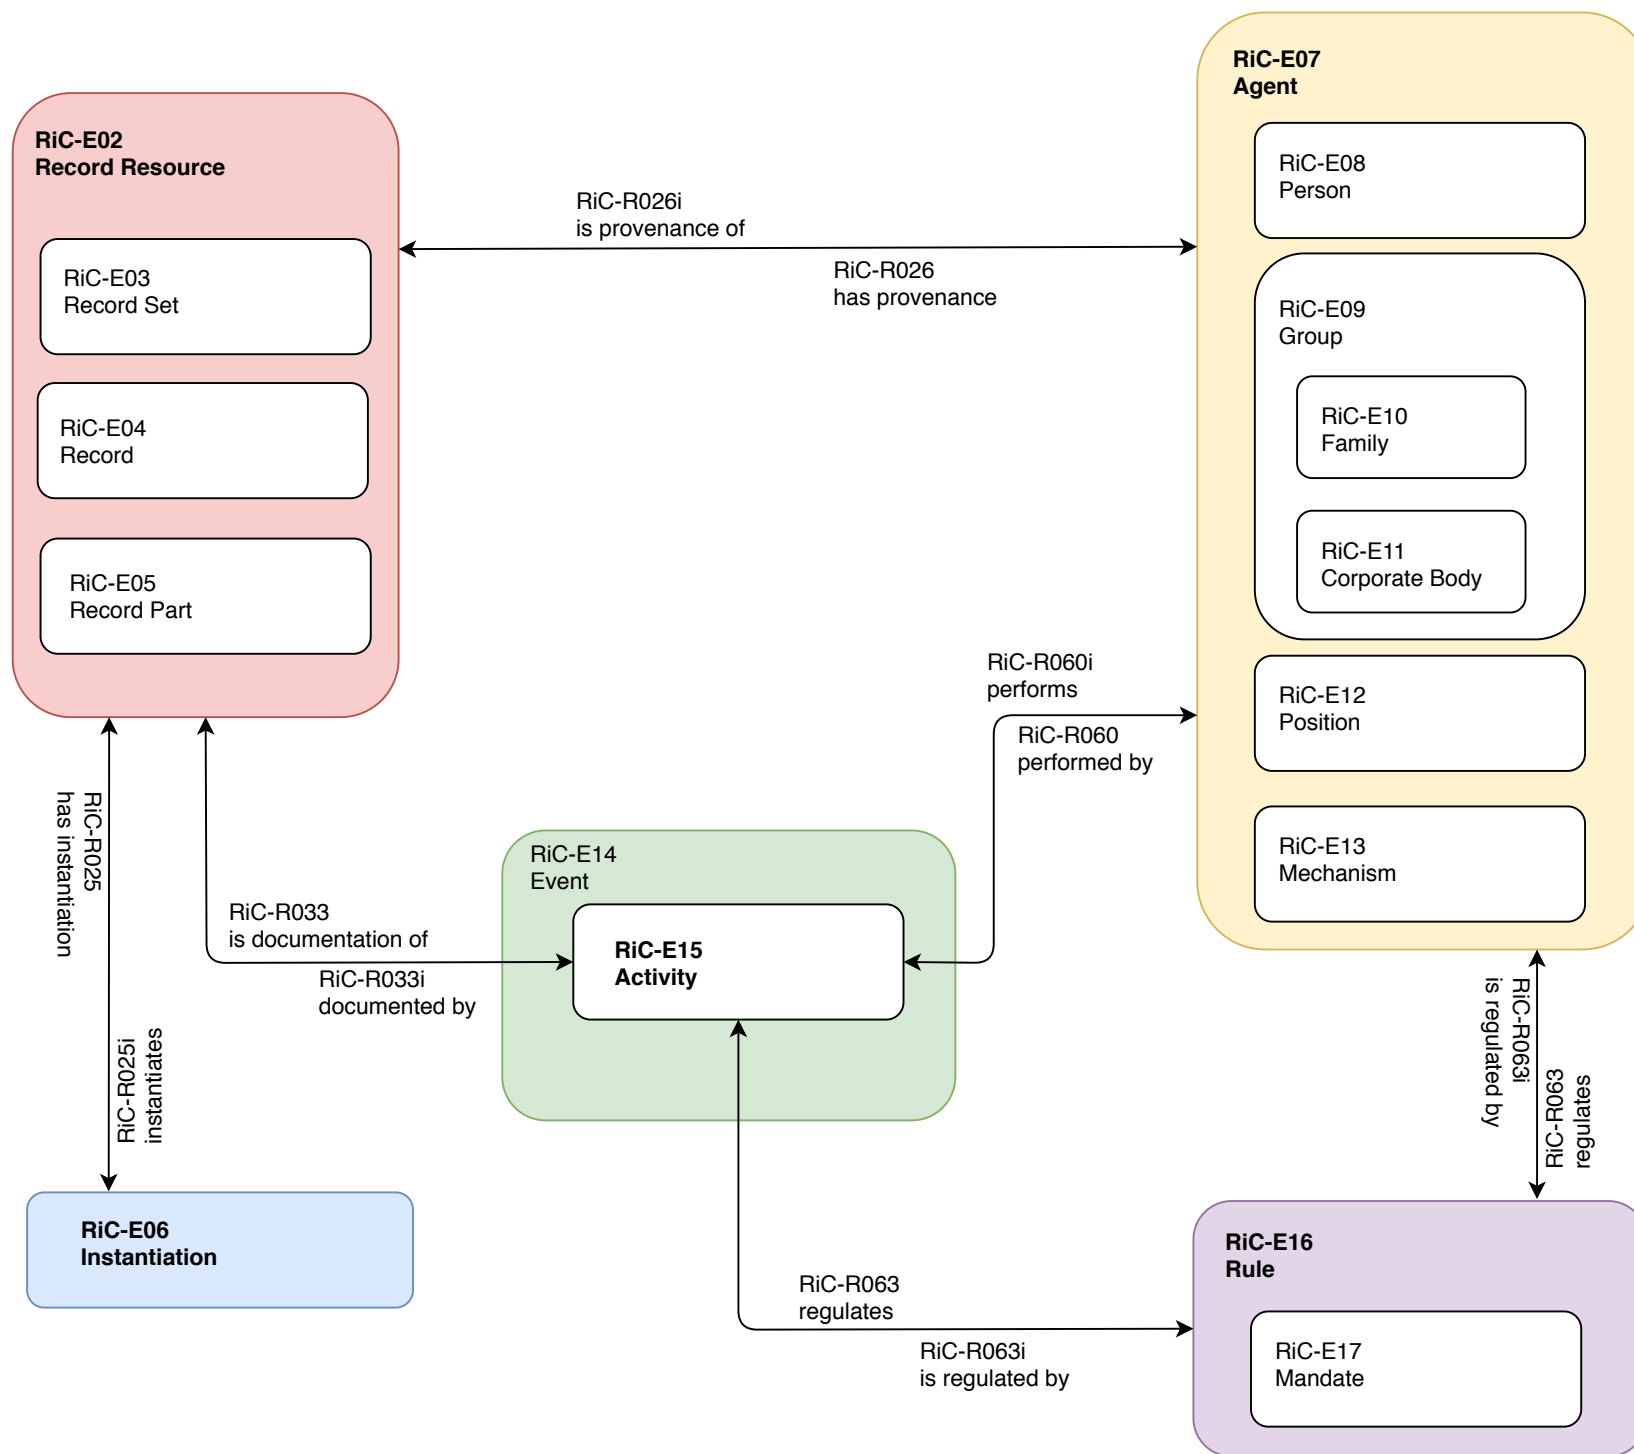 RiC-E07
Agent
RiC-E02
Record Resource
RiC-E08
Person
RiC-R026i
is provenance of
RiC-R026
has provenance
RiC-E03
Record Set
RiC-E09
Group
RiC-E04
Record
RiC-E10
Family
RiC-E11
Corporate Body
RiC-E05
Record Part
RiC-R060i
performs
RiC-E12
Position
RiC-R060
performed by
RiC-R025
has instantiation
RiC-E14
Event
RiC-E13
Mechanism
RiC-R033
is documentation of
RiC-E15
Activity
RiC-R033i
documented by
RiC-R063i
is regulated by
RiC-R025i
instantiates
RiC-R063
regulates
RiC-E06
Instantiation
RiC-E16
Rule
RiC-R063
regulates
RiC-R063i
is regulated by
RiC-E17
Mandate